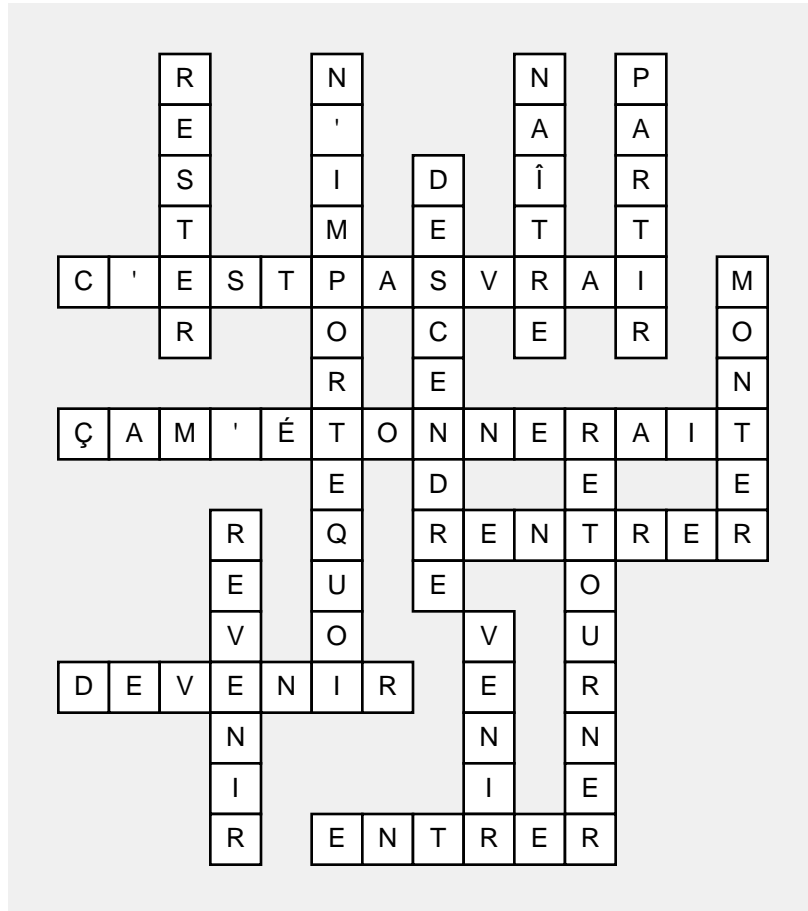 RESTER
N'IMPORTEQUOI
NAÎTRE
PARTIR
DESCENDRE
C'ESTPASVRAI
MONTER
ÇAM'ÉTONNERAIT
RETOURNER
REVENIR
RENTRER
VENIR
DEVENIR
ENTRER